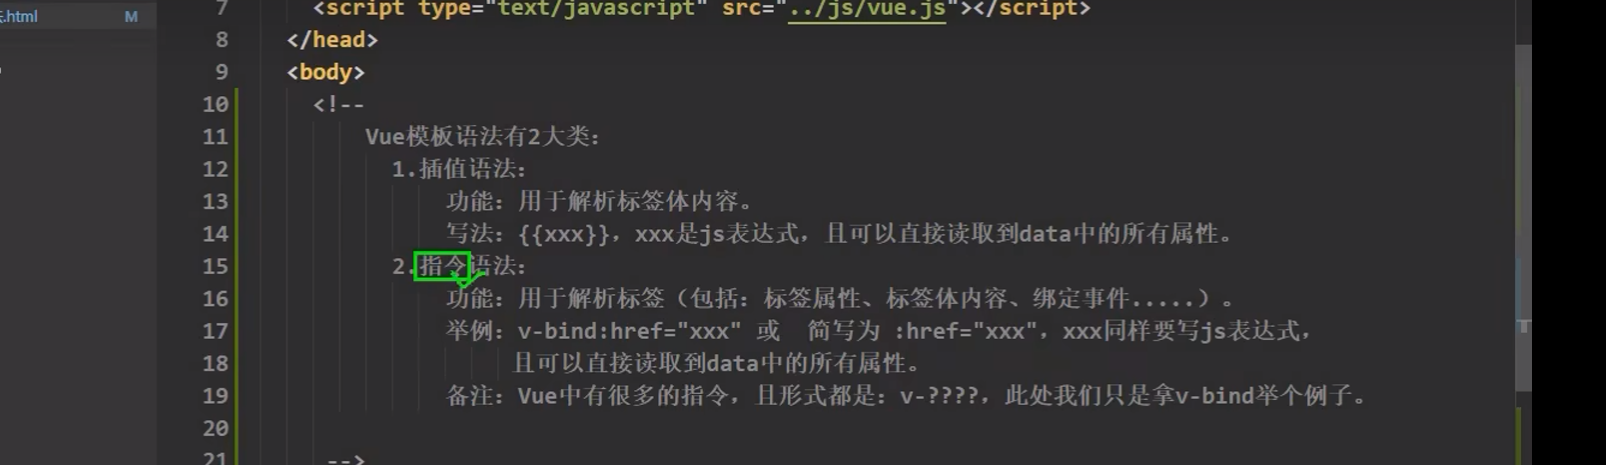 .html M
7 <script type="text/javascript" src="../js/vue.js"></script>
8 </head>
9 <body>
10 <!--
11 Vue模板语法有2大类：
12 1.插值语法：
13 功能：用于解析标签体内容。
14 写法：{{xxx}}，xxx是js表达式，且可以直接读取到data中的所有属性。
15 2.指令语法：
16 功能：用于解析标签（包括：标签属性、标签体内容、绑定事件.....）。
17 举例：v-bind:href="xxx" 或 简写为 :href="xxx"，xxx同样要写js表达式，
18 且可以直接读取到data中的所有属性。
19 备注：Vue中有很多的指令，且形式都是：v-????，此处我们只是拿v-bind举个例子。
20
21 -->